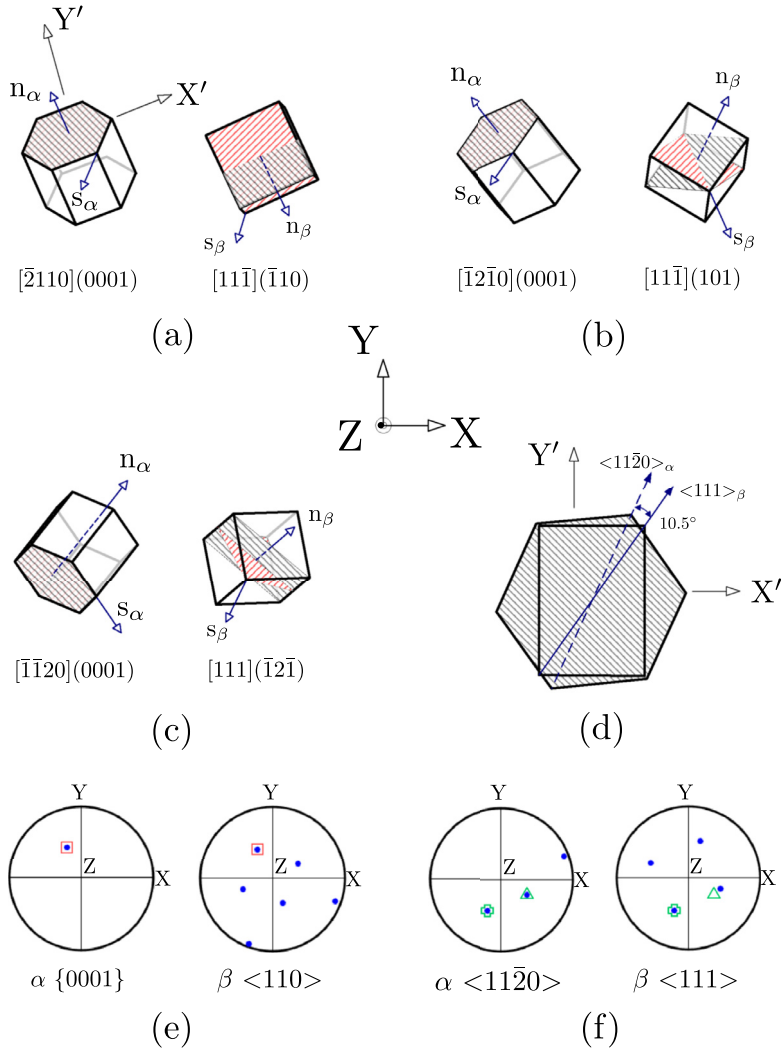 Y′
X′
n_α
s_α
s_β
n_β
[2̄110](0001)
[111̄](1̄10)
(a)
n_α
s_α
n_β
s_β
[1̄21̄0](0001)
[111̄](101)
(b)
Y
Z
X
n_α
s_α
n_β
s_β
[1̄1̄20](0001)
[111](1̄21̄)
(c)
Y′
<112̄0>_α
<111>_β
10.5°
X′
(d)
Y
Z
X
α {0001}
Y
Z
X
β <110>
(e)
Y
Z
X
α <112̄0>
Y
Z
X
β <111>
(f)